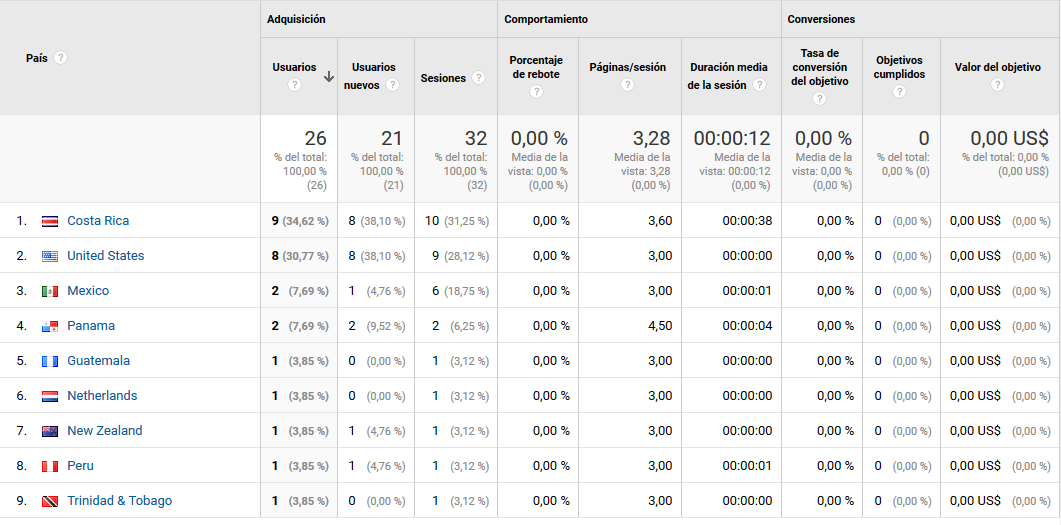 Adquisición Comportamiento Conversiones
País ? Usuarios ? Usuarios nuevos ? Sesiones ? Porcentaje de rebote ? Páginas/sesión ? Duración media de la sesión ? Tasa de conversión del objetivo ? Objetivos cumplidos ? Valor del objetivo ?
26 21 32 0,00 % 3,28 00:00:12 0,00 % 0 0,00 US$
% del total: 100,00 % (26) % del total: 100,00 % (21) % del total: 100,00 % (32) Media de la vista: 0,00 % (0,00 %) Media de la vista: 3,28 (0,00 %) Media de la vista: 00:00:12 (0,00 %) Media de la vista: 0,00 % (0,00 %) % del total: 0,00 % (0) % del total: 0,00 % (0,00 US$)
1. Costa Rica 9 (34,62 %) 8 (38,10 %) 10 (31,25 %) 0,00 % 3,60 00:00:38 0,00 % 0 (0,00 %) 0,00 US$ (0,00 %)
2. United States 8 (30,77 %) 8 (38,10 %) 9 (28,12 %) 0,00 % 3,00 00:00:00 0,00 % 0 (0,00 %) 0,00 US$ (0,00 %)
3. Mexico 2 (7,69 %) 1 (4,76 %) 6 (18,75 %) 0,00 % 3,00 00:00:01 0,00 % 0 (0,00 %) 0,00 US$ (0,00 %)
4. Panama 2 (7,69 %) 2 (9,52 %) 2 (6,25 %) 0,00 % 4,50 00:00:04 0,00 % 0 (0,00 %) 0,00 US$ (0,00 %)
5. Guatemala 1 (3,85 %) 0 (0,00 %) 1 (3,12 %) 0,00 % 3,00 00:00:00 0,00 % 0 (0,00 %) 0,00 US$ (0,00 %)
6. Netherlands 1 (3,85 %) 0 (0,00 %) 1 (3,12 %) 0,00 % 3,00 00:00:00 0,00 % 0 (0,00 %) 0,00 US$ (0,00 %)
7. New Zealand 1 (3,85 %) 1 (4,76 %) 1 (3,12 %) 0,00 % 3,00 00:00:00 0,00 % 0 (0,00 %) 0,00 US$ (0,00 %)
8. Peru 1 (3,85 %) 1 (4,76 %) 1 (3,12 %) 0,00 % 3,00 00:00:01 0,00 % 0 (0,00 %) 0,00 US$ (0,00 %)
9. Trinidad & Tobago 1 (3,85 %) 0 (0,00 %) 1 (3,12 %) 0,00 % 3,00 00:00:00 0,00 % 0 (0,00 %) 0,00 US$ (0,00 %)